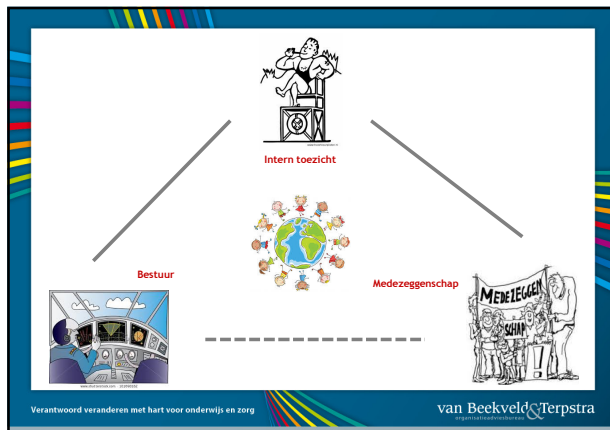 Intern toezicht
Bestuur
Medezeggenschap
MEDEZEGGEN
SCHAP
!
Verantwoord veranderen met hart voor onderwijs en zorg
van Beekveld & Terpstra
organisatieadviesbureau